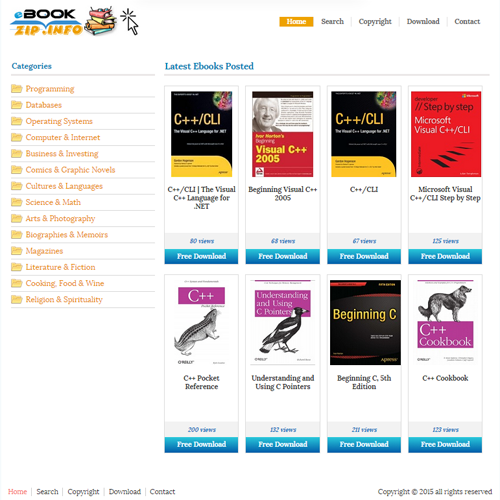 eBOOK
ZIP.INFO
Home
Search
Copyright
Download
Contact
Categories
Programming
Databases
Operating Systems
Computer & Internet
Business & Investing
Comics & Graphic Novels
Cultures & Languages
Science & Math
Arts & Photography
Biographies & Memoirs
Magazines
Literature & Fiction
Cooking, Food & Wine
Religion & Spirituality
Latest Ebooks Posted
C++/CLI
The Visual C++ Language for .NET
C++/CLI | The Visual
C++ Language for
.NET
80 views
Free Download
Ivor Horton's
Beginning
Visual C++
2005
Beginning Visual C++
2005
68 views
Free Download
C++/CLI
The Visual C++ Language for .NET
C++/CLI
67 views
Free Download
// Step by step
Microsoft
Visual C++/CLI
Microsoft Visual
C++/CLI Step by Step
125 views
Free Download
C++
Pocket Reference
O'REILLY
C++ Pocket
Reference
200 views
Free Download
Understanding
and Using
C Pointers
O'REILLY
Understanding and
Using C Pointers
132 views
Free Download
Beginning C
Apress
Beginning C, 5th
Edition
211 views
Free Download
C++
Cookbook
O'REILLY
C++ Cookbook
123 views
Free Download
Home
Search
Copyright
Download
Contact
Copyright © 2015 all rights reserved